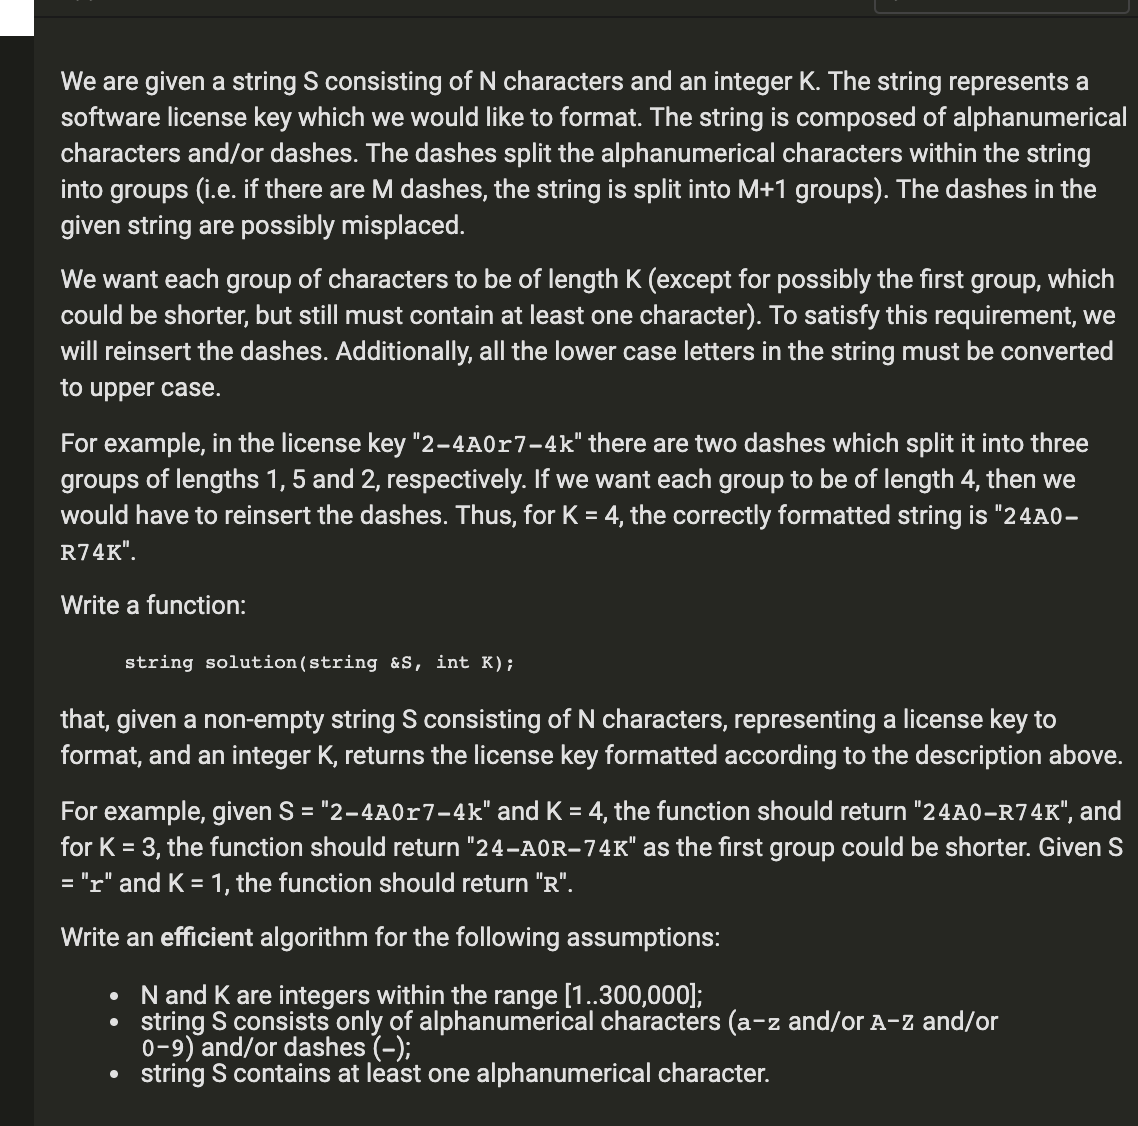 We are given a string S consisting of N characters and an integer K. The string represents a
software license key which we would like to format. The string is composed of alphanumerical
characters and/or dashes. The dashes split the alphanumerical characters within the string
into groups (i.e. if there are M dashes, the string is split into M+1 groups). The dashes in the
given string are possibly misplaced.
We want each group of characters to be of length K (except for possibly the first group, which
could be shorter, but still must contain at least one character). To satisfy this requirement, we
will reinsert the dashes. Additionally, all the lower case letters in the string must be converted
to upper case.
For example, in the license key "2-4A0r7-4k" there are two dashes which split it into three
groups of lengths 1, 5 and 2, respectively. If we want each group to be of length 4, then we
would have to reinsert the dashes. Thus, for K = 4, the correctly formatted string is "24A0-
R74K".
Write a function:
string solution(string &S, int K);
that, given a non-empty string S consisting of N characters, representing a license key to
format, and an integer K, returns the license key formatted according to the description above.
For example, given S = "2-4A0r7-4k" and K = 4, the function should return "24A0-R74K", and
for K = 3, the function should return "24-A0R-74K" as the first group could be shorter. Given S
= "r" and K = 1, the function should return "R".
Write an efficient algorithm for the following assumptions:
• N and K are integers within the range [1..300,000];
• string S consists only of alphanumerical characters (a-z and/or A-Z and/or
0-9) and/or dashes (-);
• string S contains at least one alphanumerical character.